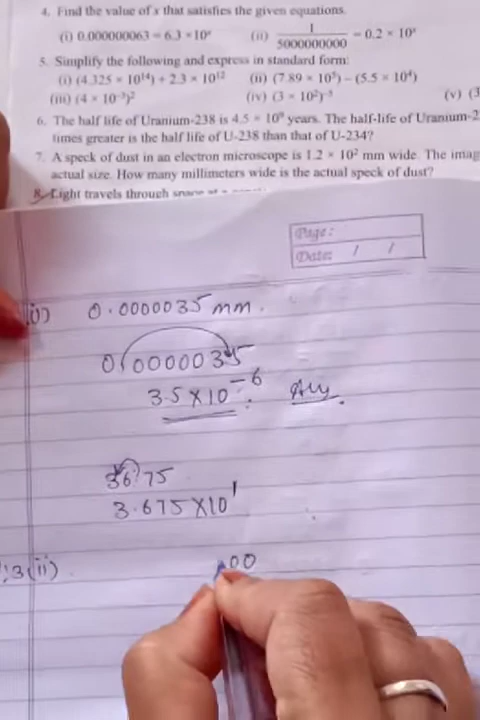 4. Find the value of x that satisfies the given equations.
(i) 0.000000063 = 6.3 × 10ˣ (ii) 1/5000000000 = 0.2 × 10ˣ
5. Simplify the following and express in standard form:
(i) (4.325 × 10¹⁴) ÷ 2.3 × 10¹² (ii) (7.89 × 10⁵) – (5.5 × 10⁴)
(iii) (4 × 10⁻³)² (iv) (3 × 10²)⁻³ (v) (3
6. The half life of Uranium-238 is 4.5 × 10⁹ years. The half-life of Uranium-2
times greater is the half life of U-238 than that of U-234?
7. A speck of dust in an electron microscope is 1.2 × 10² mm wide. The imag
actual size. How many millimeters wide is the actual speck of dust?
8. Light travels through space at a
Page:
Date: / /
(i) 0.0000035 mm.
0.0000035
3.5 × 10⁻⁶. Ans.
36.75
3.675 × 10¹
3(ii) 00